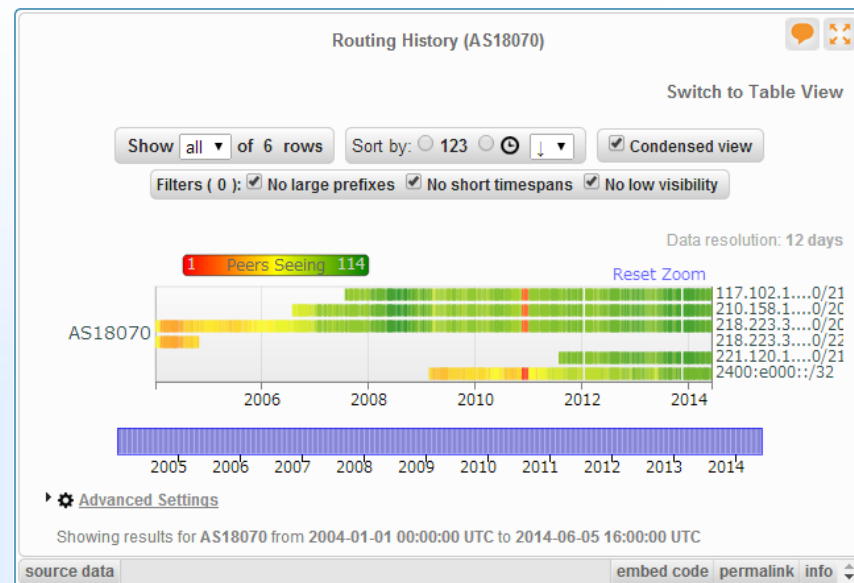 Routing History (AS18070)
Switch to Table View
Show all of 6 rows Sort by: 123 ↓ Condensed view
Filters ( 0 ): No large prefixes No short timespans No low visibility
Data resolution: 12 days
1 Peers Seeing 114
Reset Zoom
117.102.1....0/21
210.158.1....0/20
AS18070
218.223.3....0/20
218.223.3....0/22
221.120.1....0/21
2400:e000::/32
2006 2008 2010 2012 2014
2005 2006 2007 2008 2009 2010 2011 2012 2013 2014
Advanced Settings
Showing results for AS18070 from 2004-01-01 00:00:00 UTC to 2014-06-05 16:00:00 UTC
source data embed code permalink info